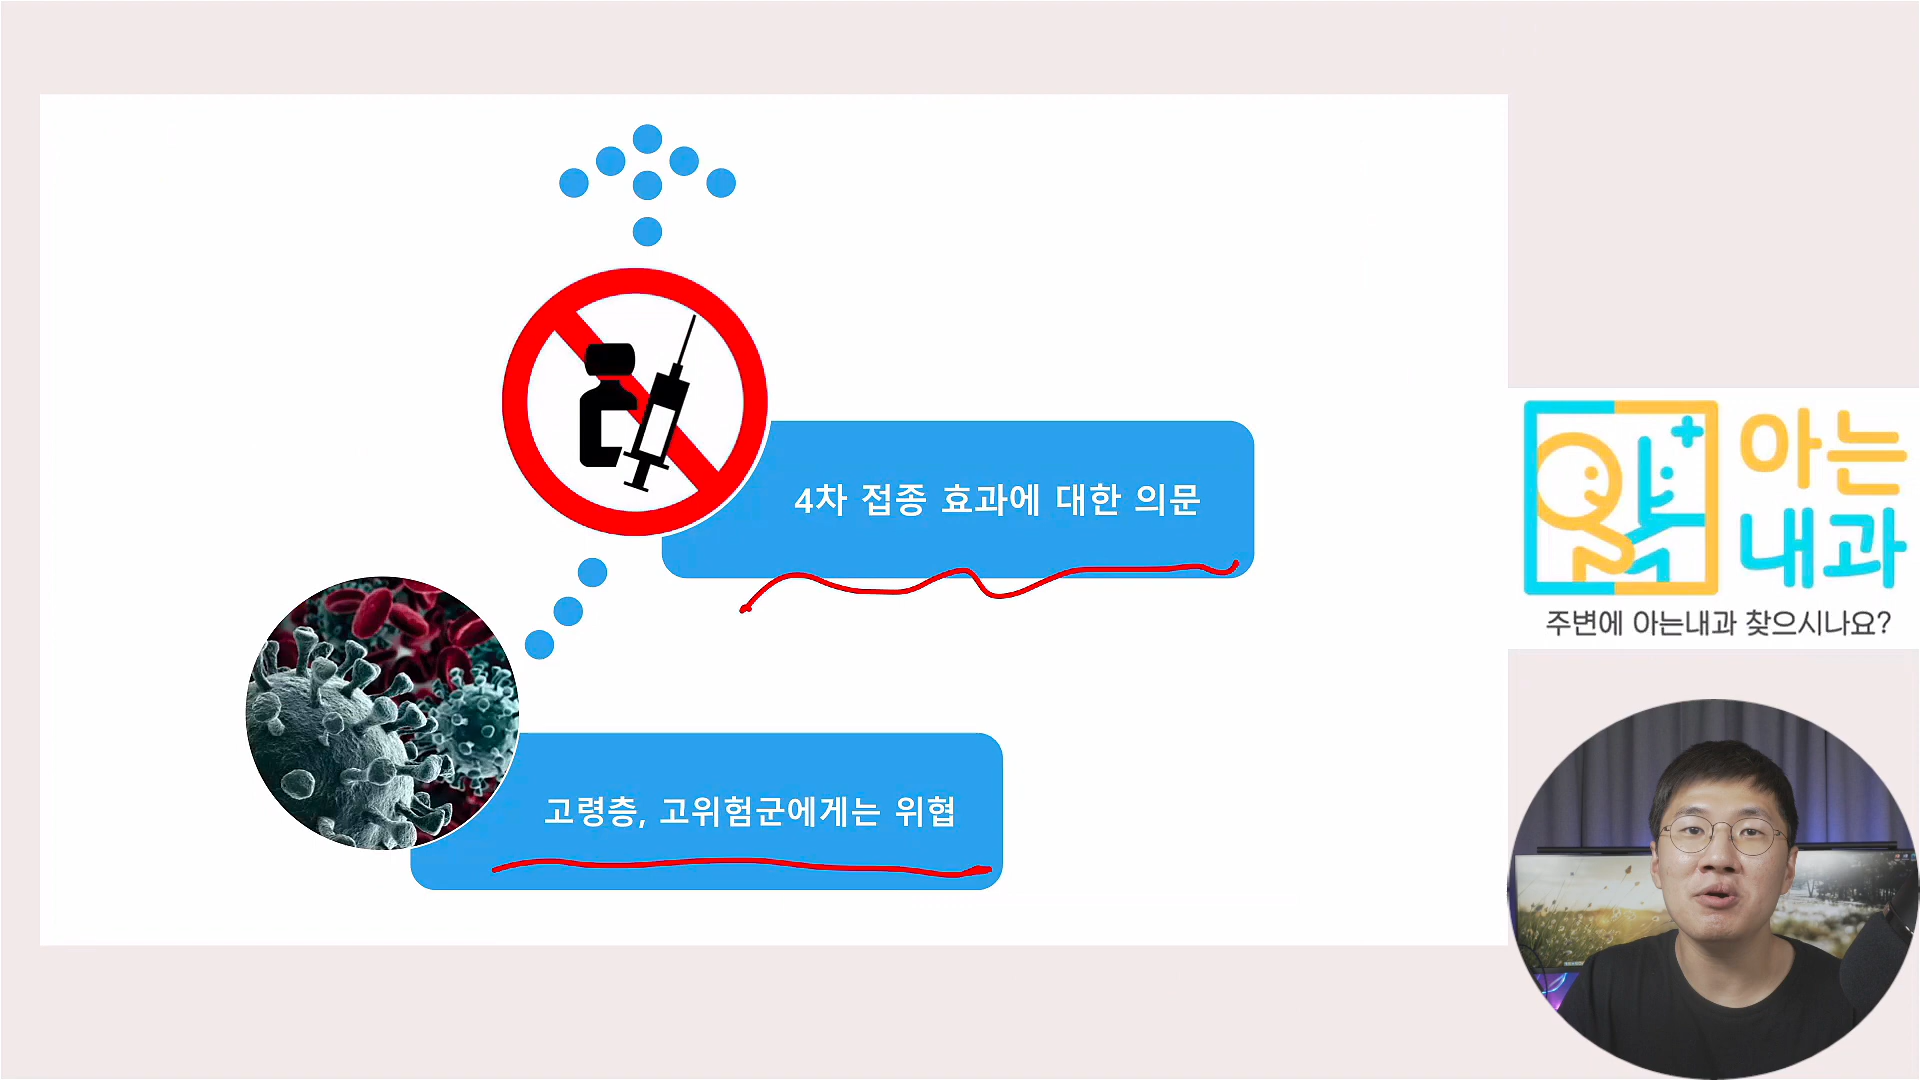 4차 접종 효과에 대한 의문
고령층, 고위험군에게는 위협
아는
내과
주변에 아는내과 찾으시나요?